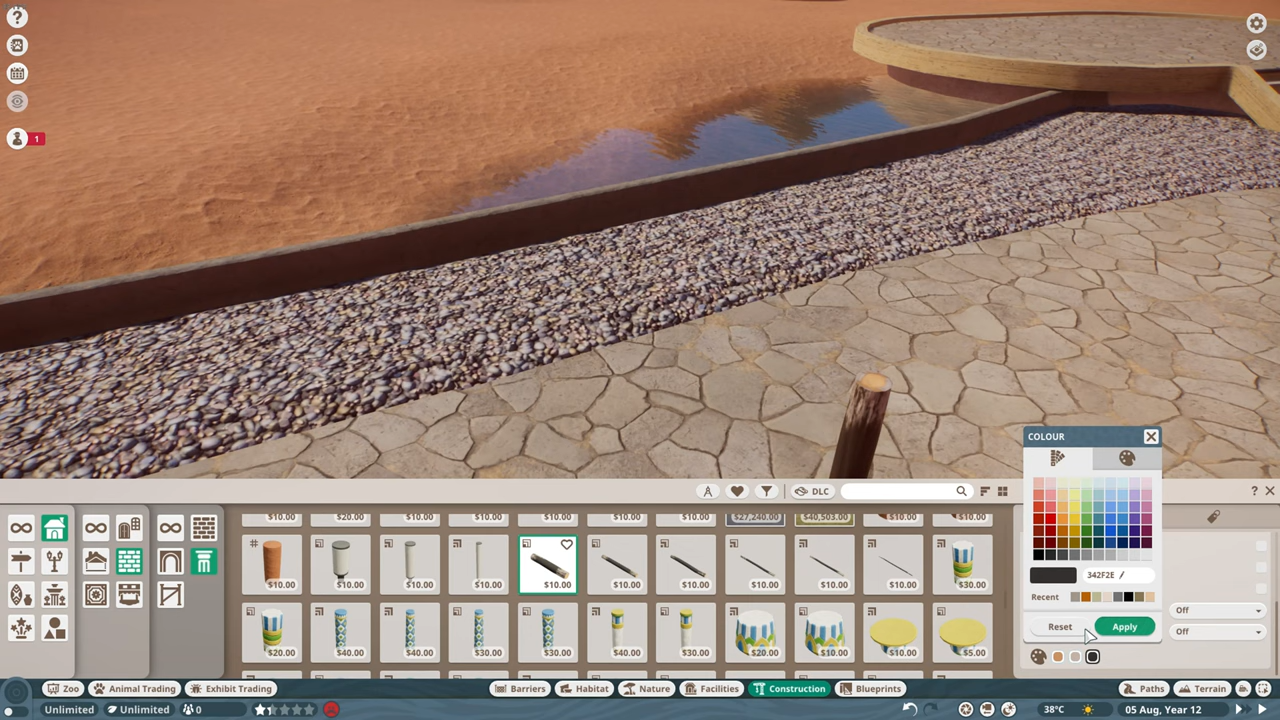 ?
1
COLOUR
DLC
?
$10.00 $20.00 $10.00 $10.00 $10.00 $10.00 $10.00 $27,240.00 $40,503.00 $10.00 $10.00
$10.00 $10.00 $10.00 $10.00 $10.00 $10.00 $10.00 $10.00 $10.00 $10.00 $30.00
$20.00 $40.00 $40.00 $30.00 $30.00 $40.00 $30.00 $20.00 $10.00 $10.00 $5.00
342F2E /
Recent
Reset Apply
Off
Off
Zoo Animal Trading Exhibit Trading Barriers Habitat Nature Facilities Construction Blueprints Paths Terrain
Unlimited Unlimited 0 38°C 05 Aug, Year 12